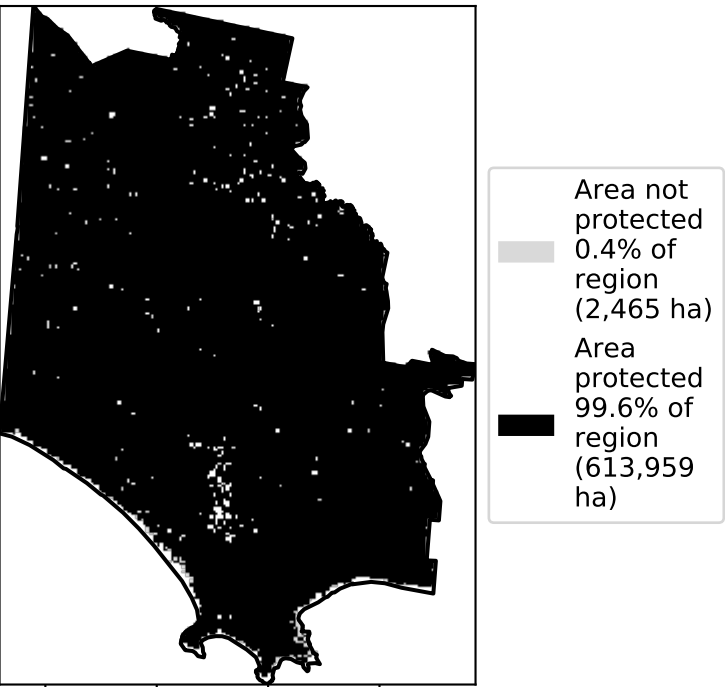 Area not
protected
0.4% of
region
(2,465 ha)
Area
protected
99.6% of
region
(613,959
ha)